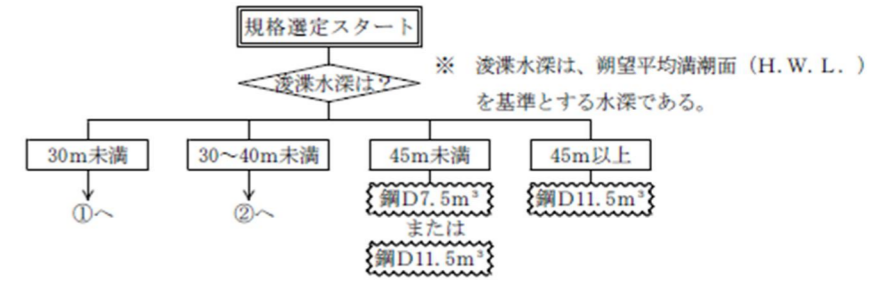 規格選定スタート
浚渫水深は?
※ 浚渫水深は、朔望平均満潮面(H.W.L.)
を基準とする水深である。
30m未満
30~40m未満
45m未満
45m以上
①へ
②へ
鋼D7.5m³
または
鋼D11.5m³
鋼D11.5m³